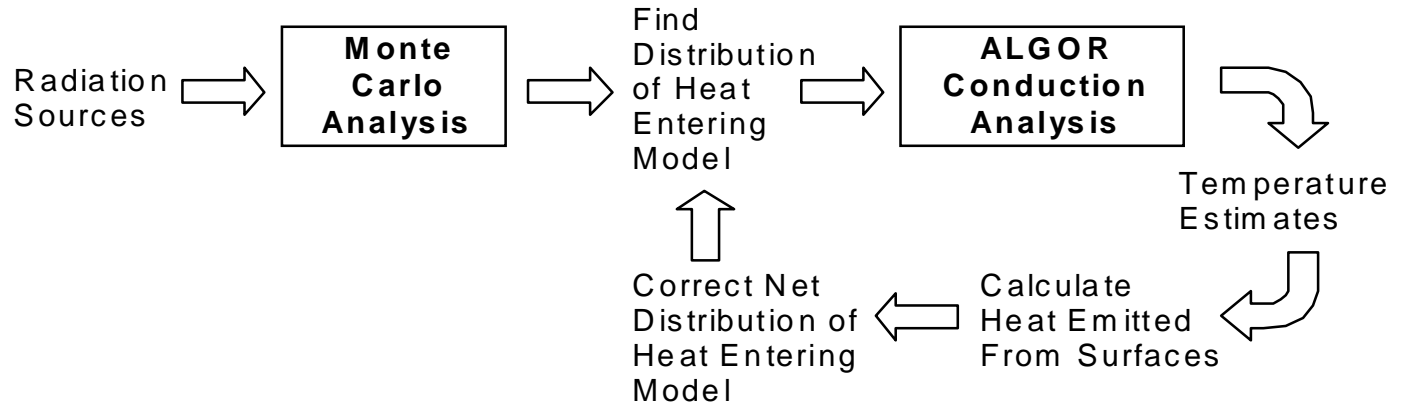 Radiation
Sources
Monte
Carlo
Analysis
Find
Distribution
of Heat
Entering
Model
ALGOR
Conduction
Analysis
Temperature
Estimates
Calculate
Heat Emitted
From Surfaces
Correct Net
Distribution of
Heat Entering
Model